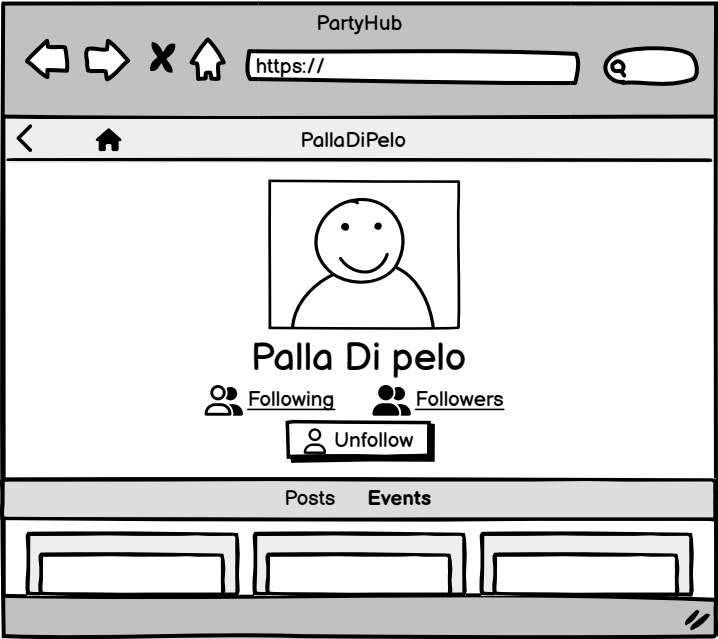 PartyHub
https://
PallaDiPelo
Palla Di pelo
Following Followers
Unfollow
Posts Events